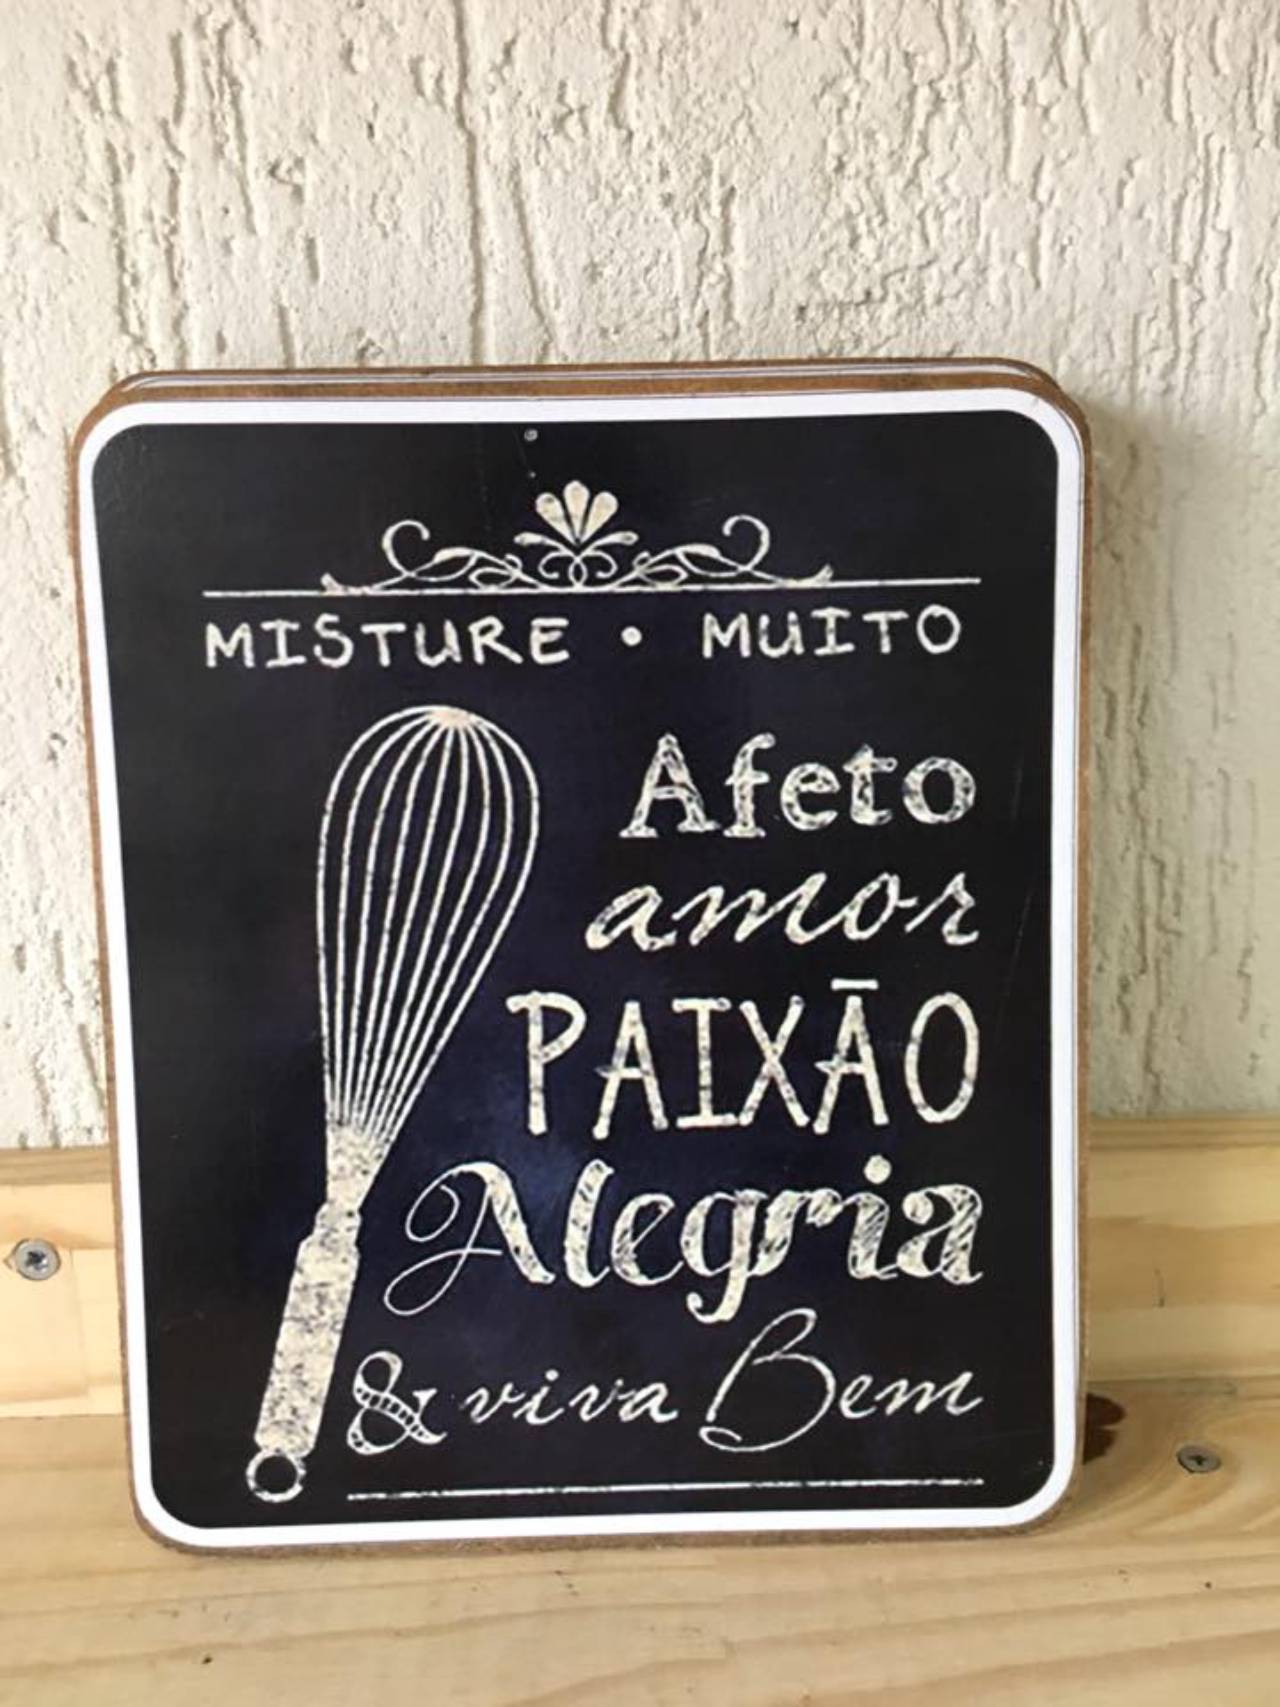 MISTURE • MUITO
Afeto
amor
PAIXÃO
Alegria
& viva Bem